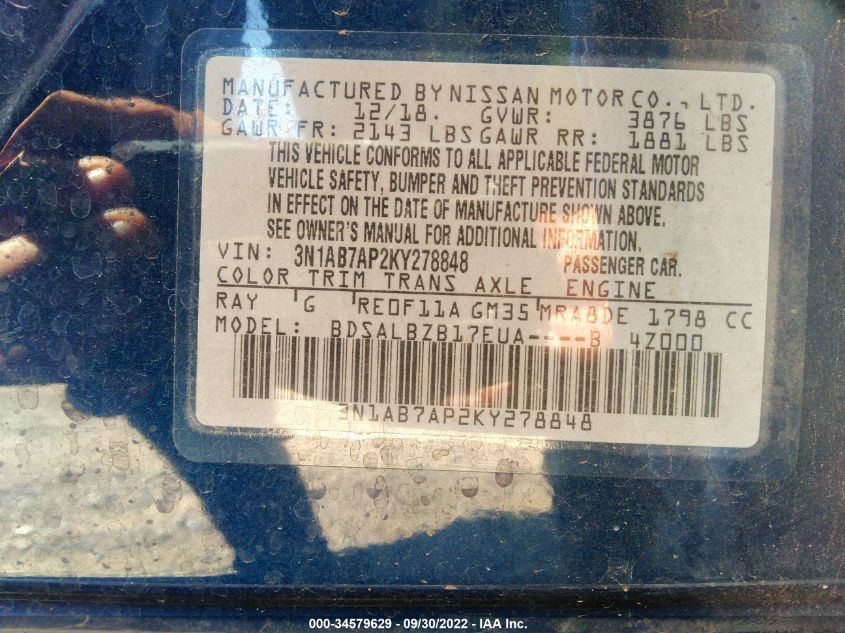 MANUFACTURED BY NISSAN MOTOR CO., LTD.
DATE: 12/18. GVWR: 3876 LBS
GAWR FR: 2143 LBS GAWR RR: 1881 LBS
THIS VEHICLE CONFORMS TO ALL APPLICABLE FEDERAL MOTOR
VEHICLE SAFETY, BUMPER AND THEFT PREVENTION STANDARDS
IN EFFECT ON THE DATE OF MANUFACTURE SHOWN ABOVE.
SEE OWNER'S MANUAL FOR ADDITIONAL INFORMATION.
VIN: 3N1AB7AP2KY278848 PASSENGER CAR.
COLOR TRIM TRANS AXLE ENGINE
RAY G RE0F11A GM35 MRA8DE 1798 CC
MODEL: BDSALBZB17EUA----B 4Z000
3N1AB7AP2KY278848
000-34579629 - 09/30/2022 - IAA Inc.